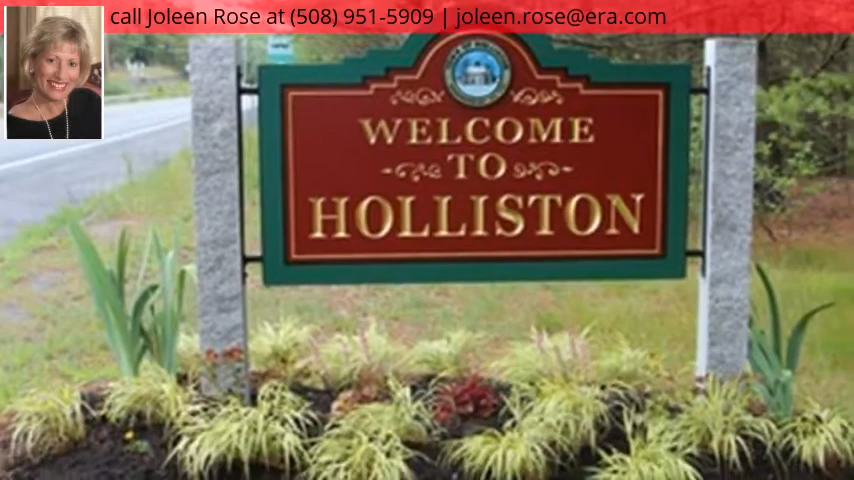 call Joleen Rose at (508) 951-5909 | joleen.rose@era.com
WELCOME
TO
HOLLISTON